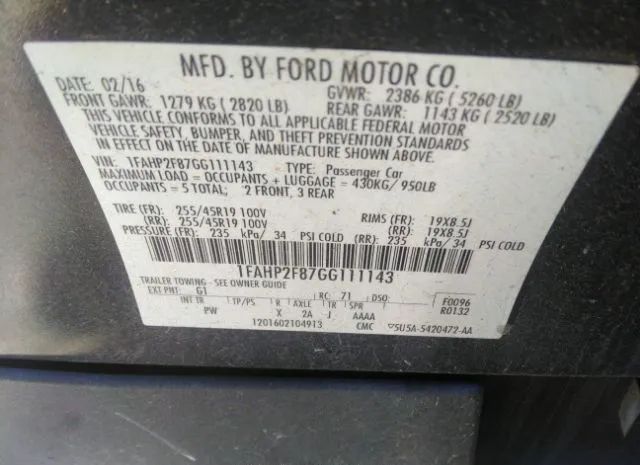 MFD. BY FORD MOTOR CO.
DATE: 02/16 GVWR: 2386 KG ( 5260 LB)
FRONT GAWR: 1279 KG ( 2820 LB) REAR GAWR: 1143 KG ( 2520 LB)
THIS VEHICLE CONFORMS TO ALL APPLICABLE FEDERAL MOTOR
VEHICLE SAFETY, BUMPER, AND THEFT PREVENTION STANDARDS
IN EFFECT ON THE DATE OF MANUFACTURE SHOWN ABOVE.
VIN: 1FAHP2F87GG111143 TYPE: Passenger Car
MAXIMUM LOAD = OCCUPANTS + LUGGAGE = 430KG/ 950LB
OCCUPANTS = 5 TOTAL; 2 FRONT, 3 REAR
TIRE (FR): 255/45R19 100V RIMS (FR): 19X8.5J
(RR): 255/45R19 100V (RR): 19X8.5J
PRESSURE (FR): 235 kPa/ 34 PSI COLD (RR): 235 kPa/ 34 PSI COLD
1FAHP2F87GG111143
TRAILER TOWING - SEE OWNER GUIDE
EXT PNT: G1 RC: 71 DSO: F0096
INT TR TP/PS R AXLE TR SPR R0132
PW X 2A J AAAA
1201602104913 CMC ▽5U5A-5420472-AA